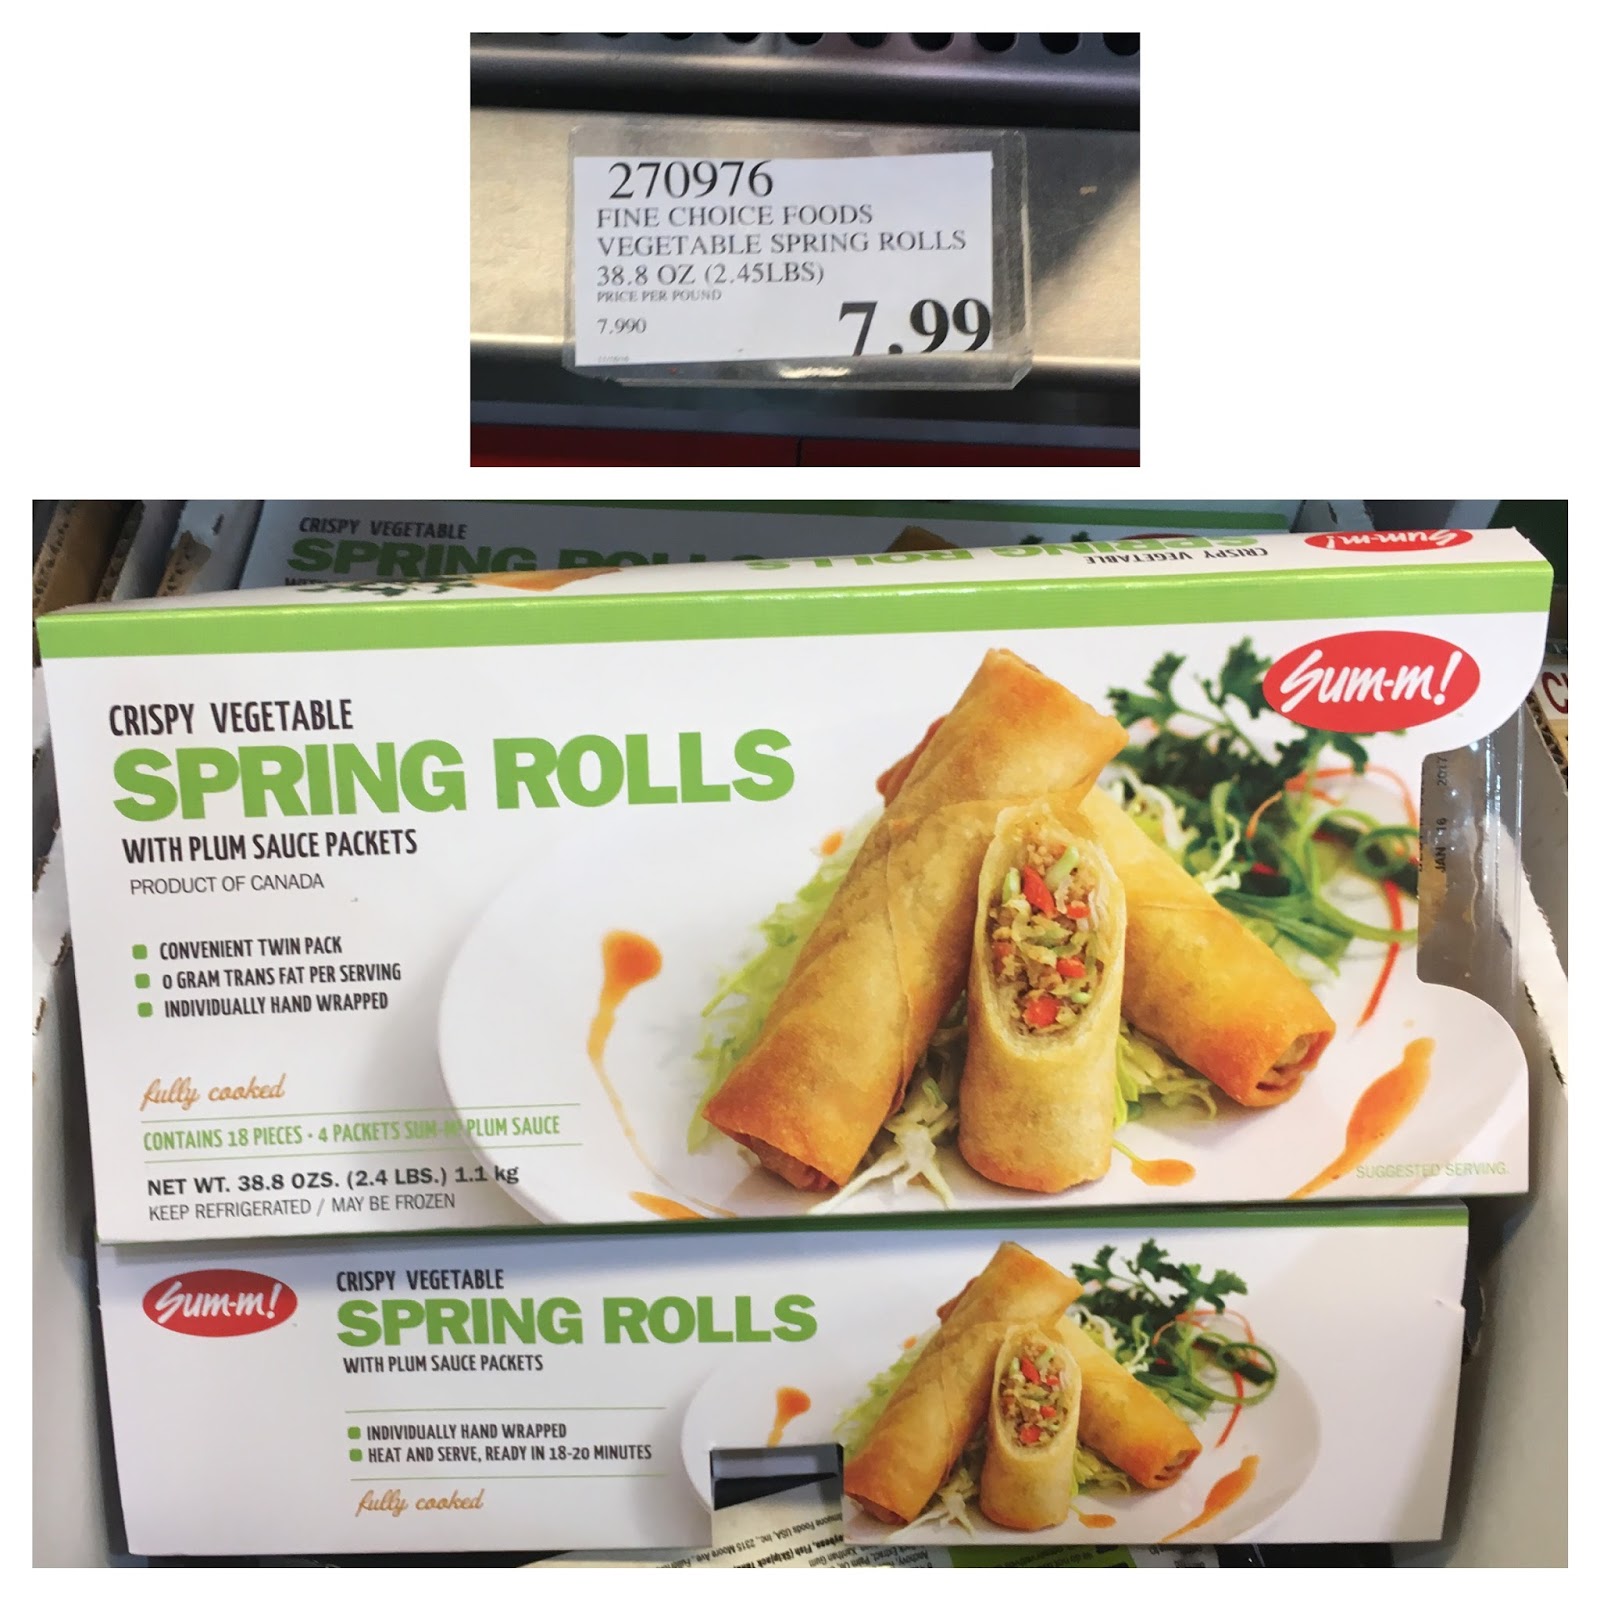 270976
FINE CHOICE FOODS
VEGETABLE SPRING ROLLS
38.8 OZ (2.45LBS)
PRICE PER POUND
7.990
7.99
CRISPY VEGETABLE
SPRING ROLLS
CRISPY VEGETABLE
SPRING ROLLS
Sum-m!
Sum-m!
CRISPY VEGETABLE
SPRING ROLLS
WITH PLUM SAUCE PACKETS
PRODUCT OF CANADA
CONVENIENT TWIN PACK
0 GRAM TRANS FAT PER SERVING
INDIVIDUALLY HAND WRAPPED
fully cooked
CONTAINS 18 PIECES • 4 PACKETS SUM-M! PLUM SAUCE
NET WT. 38.8 OZS. (2.4 LBS.) 1.1 kg
KEEP REFRIGERATED / MAY BE FROZEN
SUGGESTED SERVING.
JAN 16 2017
Sum-m!
CRISPY VEGETABLE
SPRING ROLLS
WITH PLUM SAUCE PACKETS
INDIVIDUALLY HAND WRAPPED
HEAT AND SERVE, READY IN 18-20 MINUTES
fully cooked